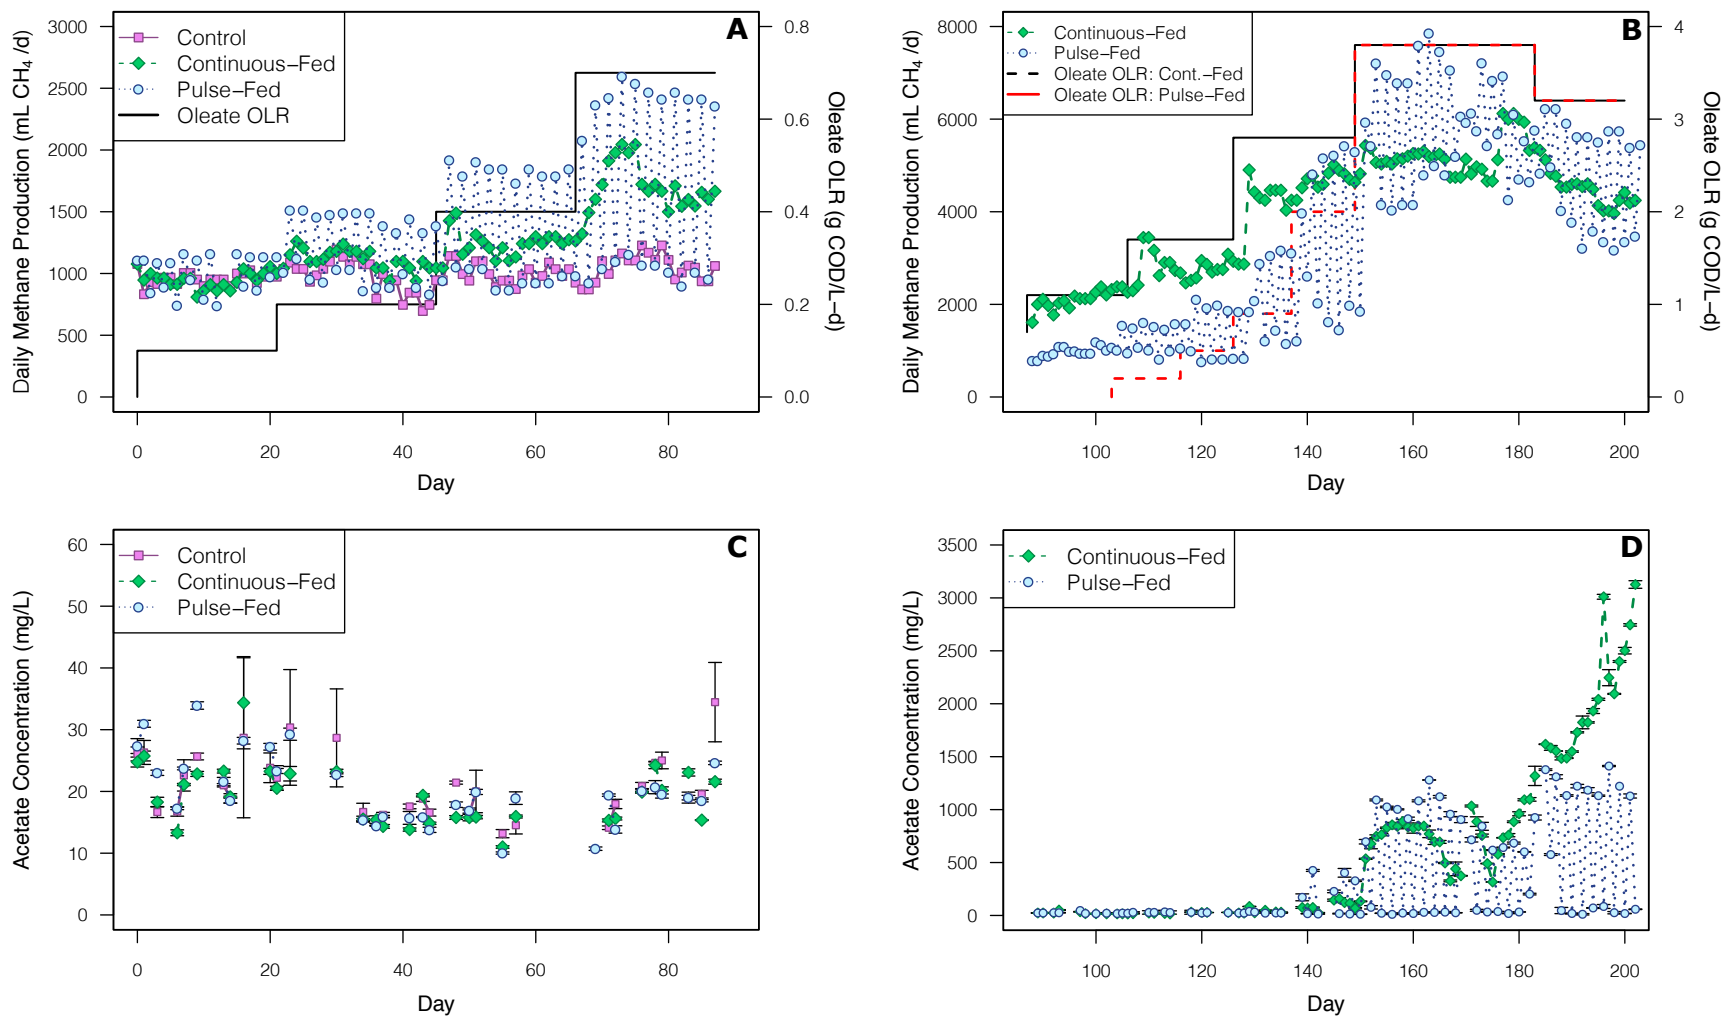 A
Control
Continuous−Fed
Pulse−Fed
Oleate OLR
3000
2500
2000
1500
1000
500
0
Daily Methane Production (mL CH4 /d)
0.8
0.6
0.4
0.2
0.0
Oleate OLR (g COD/L−d)
0 20 40 60 80
Day
B
Continuous−Fed
Pulse−Fed
Oleate OLR: Cont.−Fed
Oleate OLR: Pulse−Fed
8000
6000
4000
2000
0
Daily Methane Production (mL CH4 /d)
4
3
2
1
0
Oleate OLR (g COD/L−d)
100 120 140 160 180 200
Day
C
Control
Continuous−Fed
Pulse−Fed
60
50
40
30
20
10
0
Acetate Concentration (mg/L)
0 20 40 60 80
Day
D
Continuous−Fed
Pulse−Fed
3500
3000
2500
2000
1500
1000
500
0
Acetate Concentration (mg/L)
100 120 140 160 180 200
Day